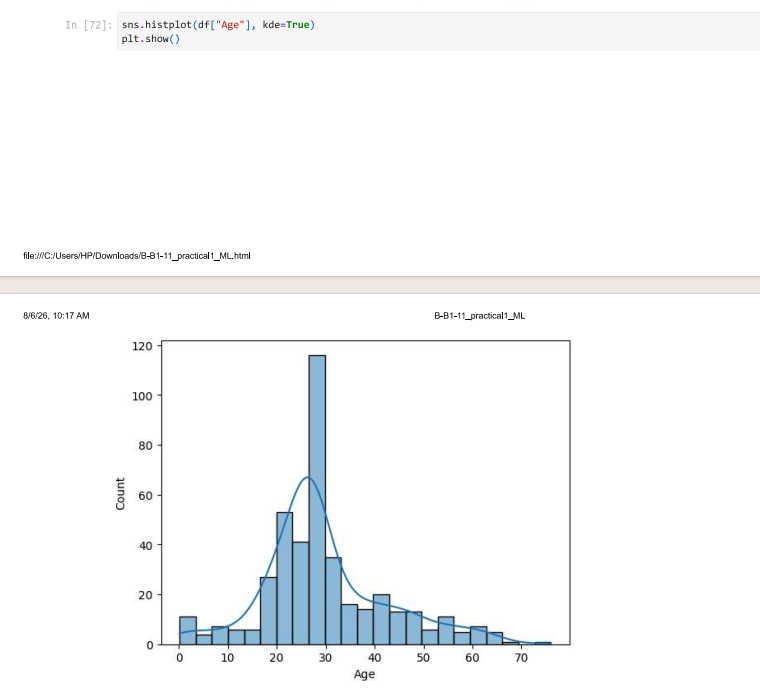 In [72]: sns.histplot(df["Age"], kde=True)
plt.show()
file:///C:/Users/HP/Downloads/B-B1-11_practical1_ML.html
8/6/26, 10:17 AM B-B1-11_practical1_ML
120
100
80
60
40
20
0
Count
0 10 20 30 40 50 60 70
Age